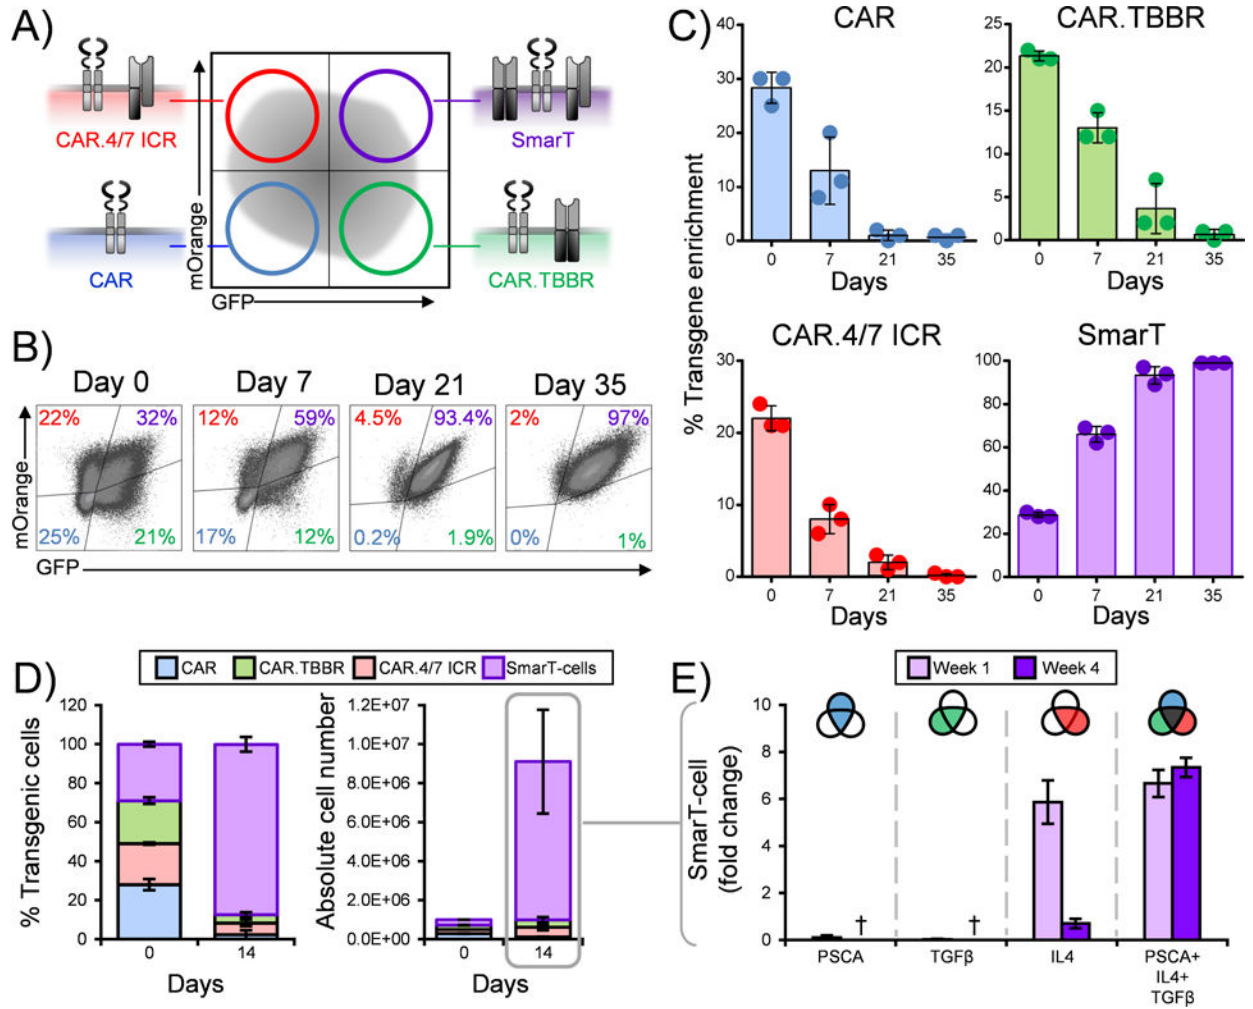 A)
CAR.4/7 ICR
SmarT
CAR
CAR.TBBR
mOrange
GFP
B)
Day 0
Day 7
Day 21
Day 35
22%
32%
12%
59%
4.5%
93.4%
2%
97%
25%
21%
17%
12%
0.2%
1.9%
0%
1%
mOrange
GFP
C)
% Transgene enrichment
CAR
40
30
20
10
0
0 7 21 35
Days
CAR.TBBR
25
20
15
10
5
0
0 7 21 35
Days
CAR.4/7 ICR
30
20
10
0
0 7 21 35
Days
SmarT
100
80
60
40
20
0
0 7 21 35
Days
D)
CAR CAR.TBBR CAR.4/7 ICR SmarT-cells
% Transgenic cells
120
100
80
60
40
20
0
0 14
Days
Absolute cell number
1.2E+07
1.0E+07
8.0E+06
6.0E+06
4.0E+06
2.0E+06
0.0E+00
0 14
Days
E)
Week 1 Week 4
SmarT-cell
(fold change)
10
8
6
4
2
0
† †
PSCA
TGFβ
IL4
PSCA+
IL4+
TGFβ